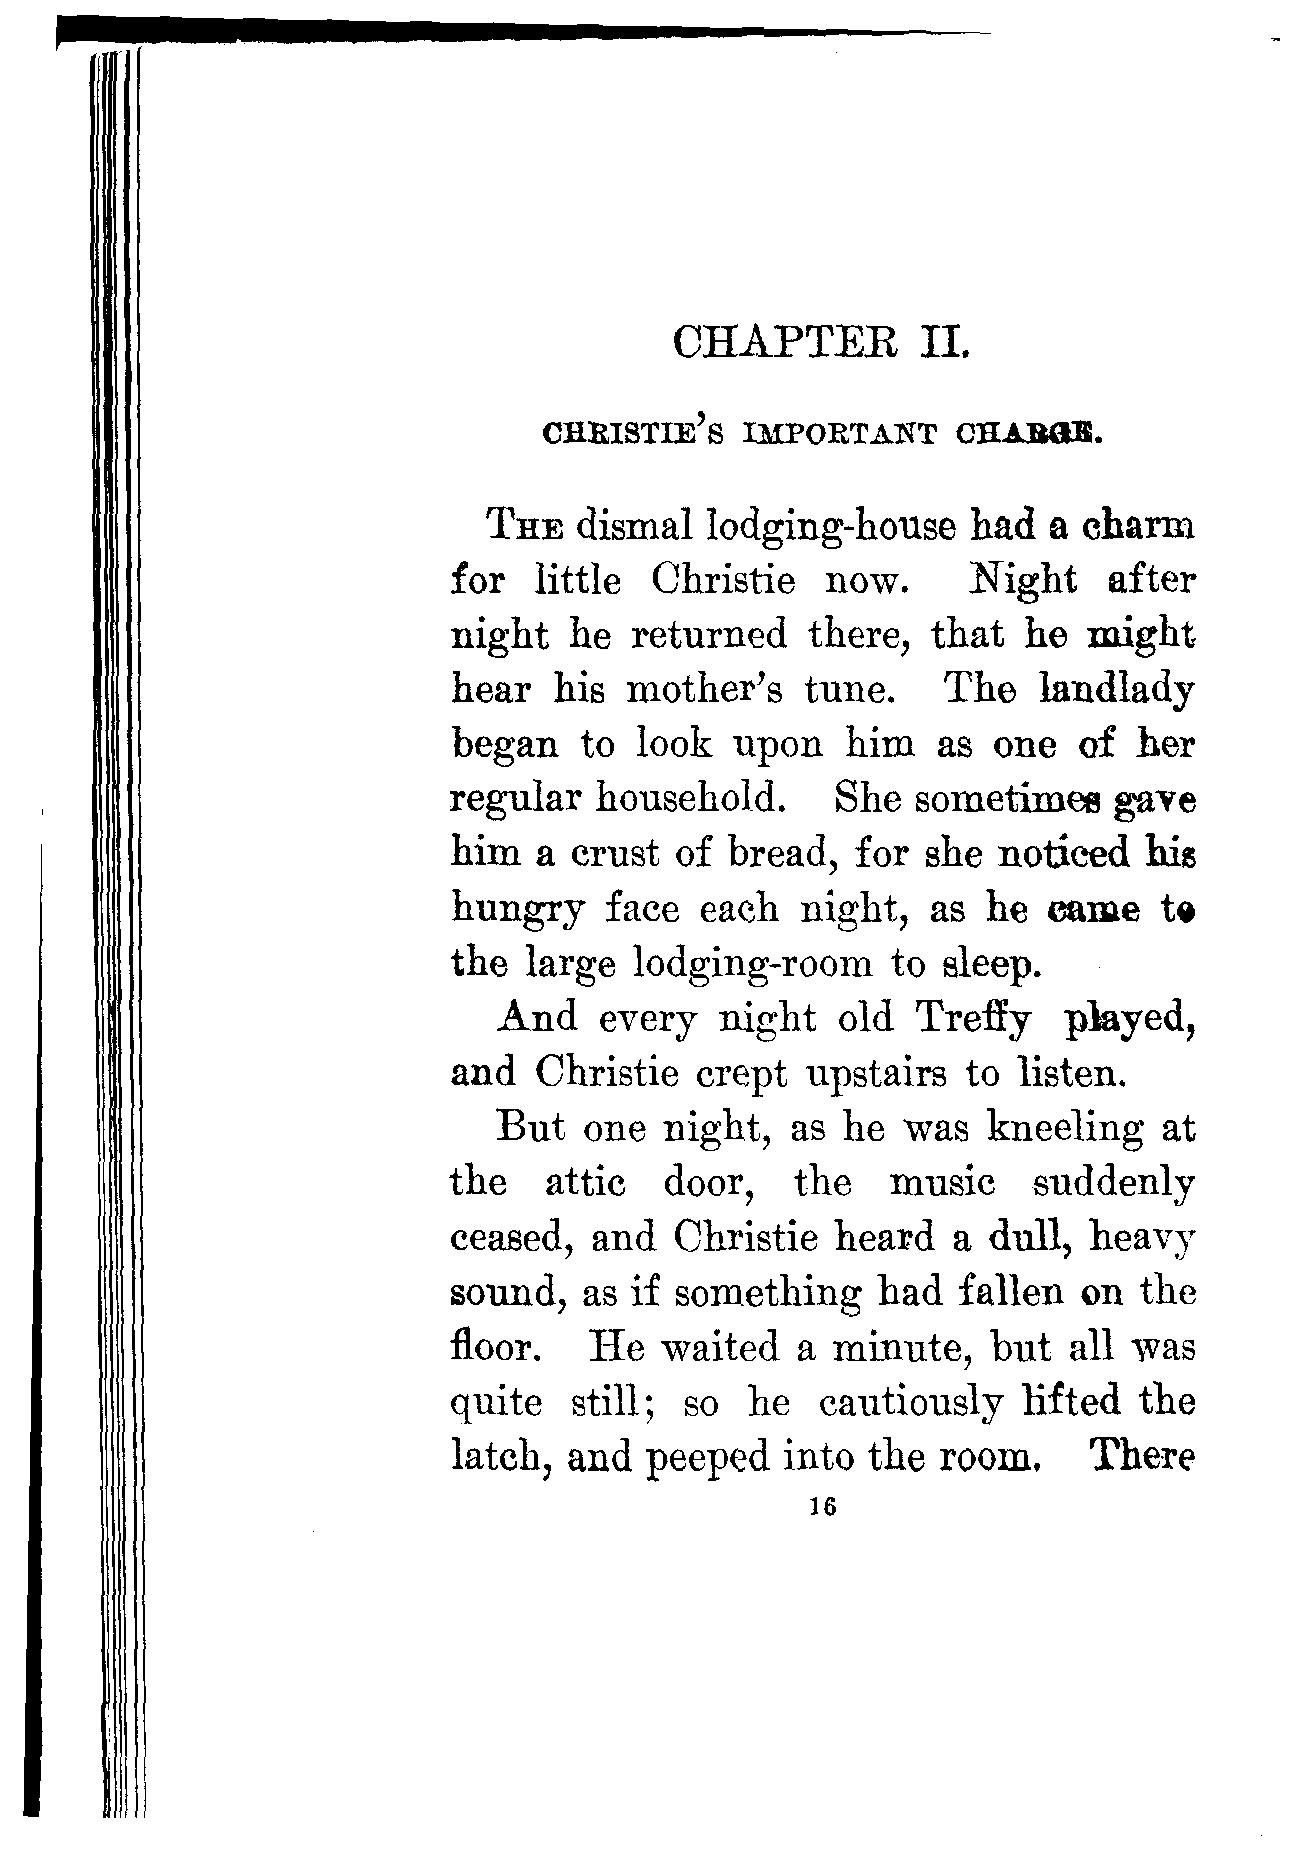 CHAPTER II.
CHRISTIE'S IMPORTANT CHARGE.
THE dismal lodging-house had a charm
for little Christie now. Night after
night he returned there, that he might
hear his mother's tune. The landlady
began to look upon him as one of her
regular household. She sometimes gave
him a crust of bread, for she noticed his
hungry face each night, as he came to
the large lodging-room to sleep.
And every night old Treffy played,
and Christie crept upstairs to listen.
But one night, as he was kneeling at
the attic door, the music suddenly
ceased, and Christie heard a dull, heavy
sound, as if something had fallen on the
floor. He waited a minute, but all was
quite still; so he cautiously lifted the
latch, and peeped into the room. There
16